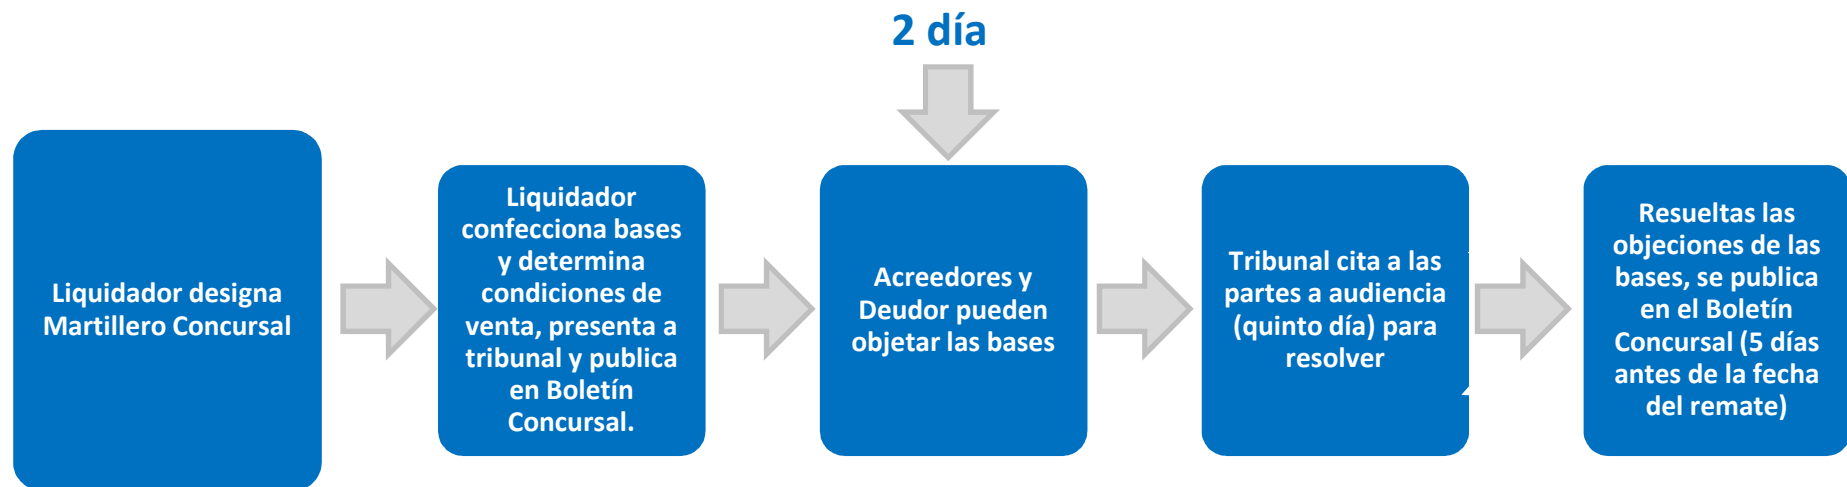 2 día
Liquidador designa
Martillero Concursal
Liquidador
confecciona bases
y determina
condiciones de
venta, presenta a
tribunal y publica
en Boletín
Concursal.
Acreedores y
Deudor pueden
objetar las bases
Tribunal cita a las
partes a audiencia
(quinto día) para
resolver
Resueltas las
objeciones de las
bases, se publica
en el Boletín
Concursal (5 días
antes de la fecha
del remate)